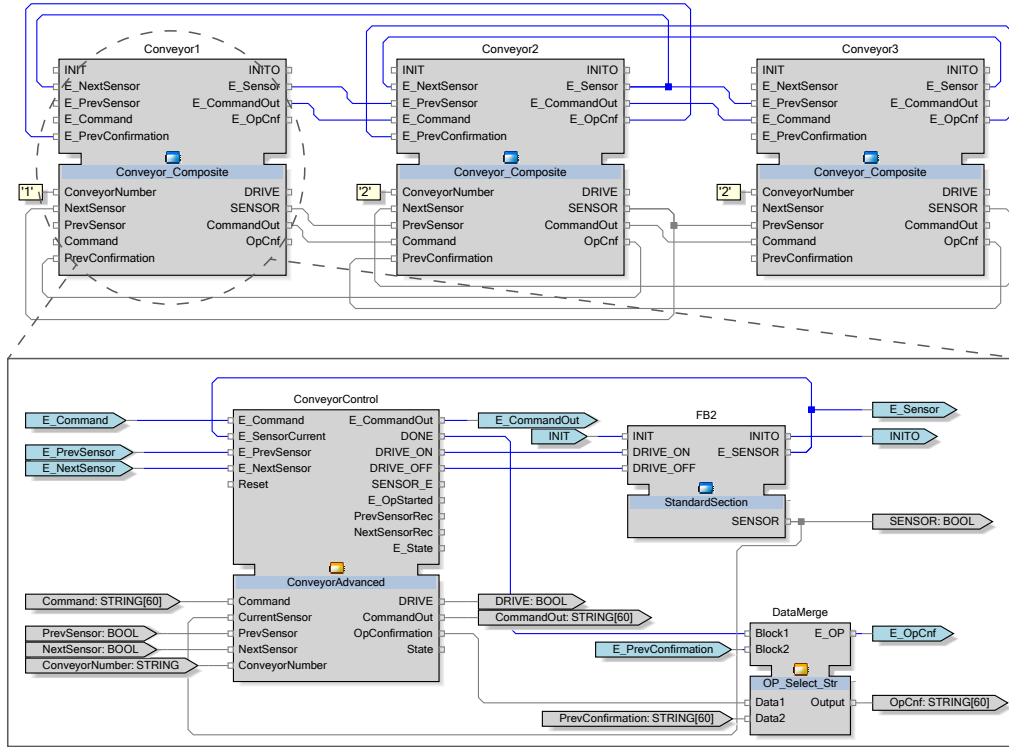 Conveyor1
INIT
INITO
E_NextSensor
E_Sensor
E_PrevSensor
E_CommandOut
E_Command
E_OpCnf
E_PrevConfirmation
Conveyor_Composite
'1'
ConveyorNumber
DRIVE
NextSensor
SENSOR
PrevSensor
CommandOut
Command
OpCnf
PrevConfirmation
Conveyor2
INIT
INITO
E_NextSensor
E_Sensor
E_PrevSensor
E_CommandOut
E_Command
E_OpCnf
E_PrevConfirmation
Conveyor_Composite
'2'
ConveyorNumber
DRIVE
NextSensor
SENSOR
PrevSensor
CommandOut
Command
OpCnf
PrevConfirmation
Conveyor3
INIT
INITO
E_NextSensor
E_Sensor
E_PrevSensor
E_CommandOut
E_Command
E_OpCnf
E_PrevConfirmation
Conveyor_Composite
'2'
ConveyorNumber
DRIVE
NextSensor
SENSOR
PrevSensor
CommandOut
Command
OpCnf
PrevConfirmation
E_Command
E_PrevSensor
E_NextSensor
ConveyorControl
E_Command
E_CommandOut
E_SensorCurrent
DONE
E_PrevSensor
DRIVE_ON
E_NextSensor
DRIVE_OFF
Reset
SENSOR_E
E_OpStarted
PrevSensorRec
NextSensorRec
E_State
ConveyorAdvanced
Command
DRIVE
CurrentSensor
CommandOut
PrevSensor
OpConfirmation
NextSensor
State
ConveyorNumber
Command: STRING[60]
PrevSensor: BOOL
NextSensor: BOOL
ConveyorNumber: STRING
E_CommandOut
INIT
DRIVE: BOOL
CommandOut: STRING[60]
FB2
INIT
INITO
DRIVE_ON
E_SENSOR
DRIVE_OFF
StandardSection
SENSOR
E_Sensor
INITO
SENSOR: BOOL
DataMerge
Block1
E_OP
Block2
OP_Select_Str
Data1
Output
Data2
E_PrevConfirmation
PrevConfirmation: STRING[60]
E_OpCnf
OpCnf: STRING[60]